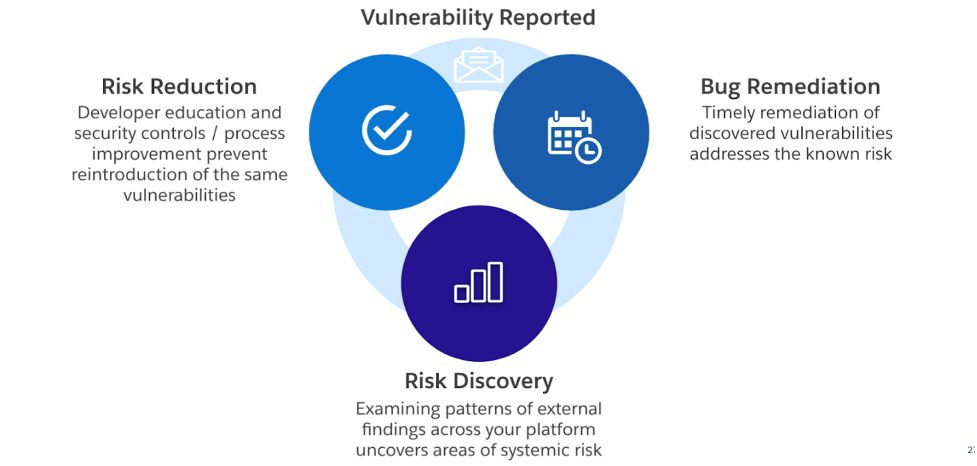 Vulnerability Reported
Risk Reduction
Developer education and
security controls / process
improvement prevent
reintroduction of the same
vulnerabilities
Bug Remediation
Timely remediation of
discovered vulnerabilities
addresses the known risk
Risk Discovery
Examining patterns of external
findings across your platform
uncovers areas of systemic risk